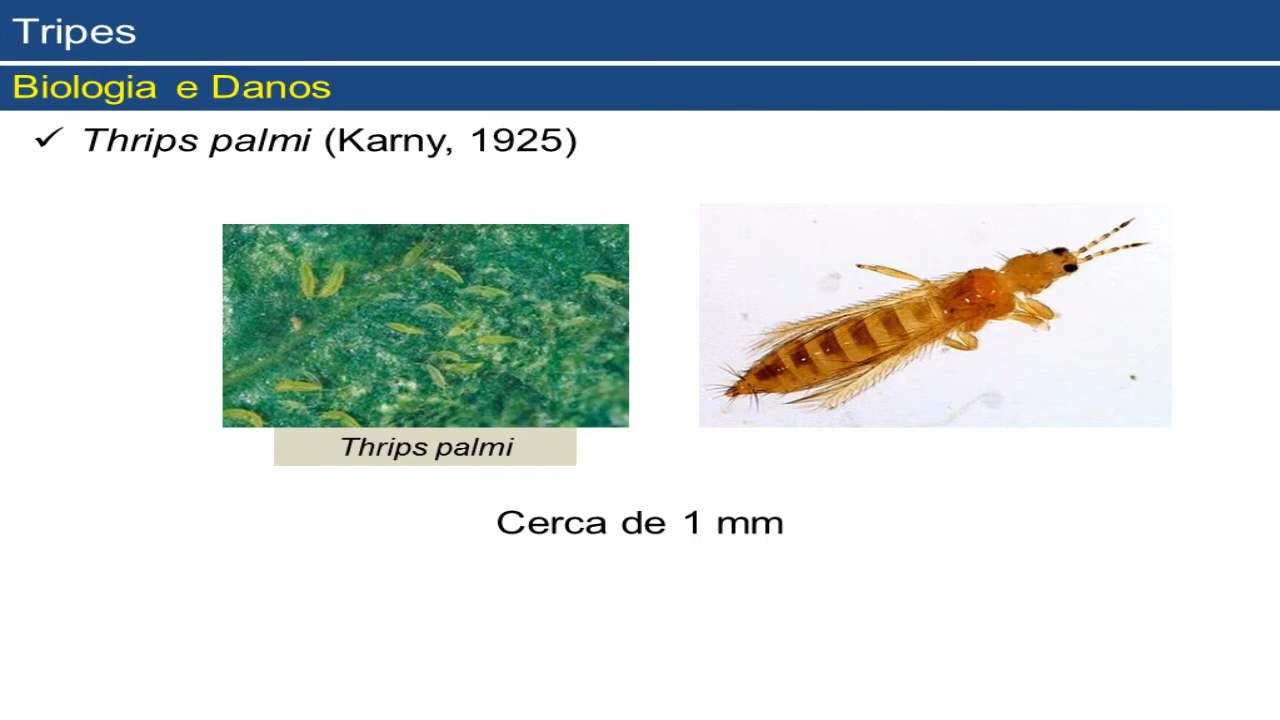 Tripes
Biologia e Danos
✓ Thrips palmi (Karny, 1925)
Thrips palmi
Cerca de 1 mm